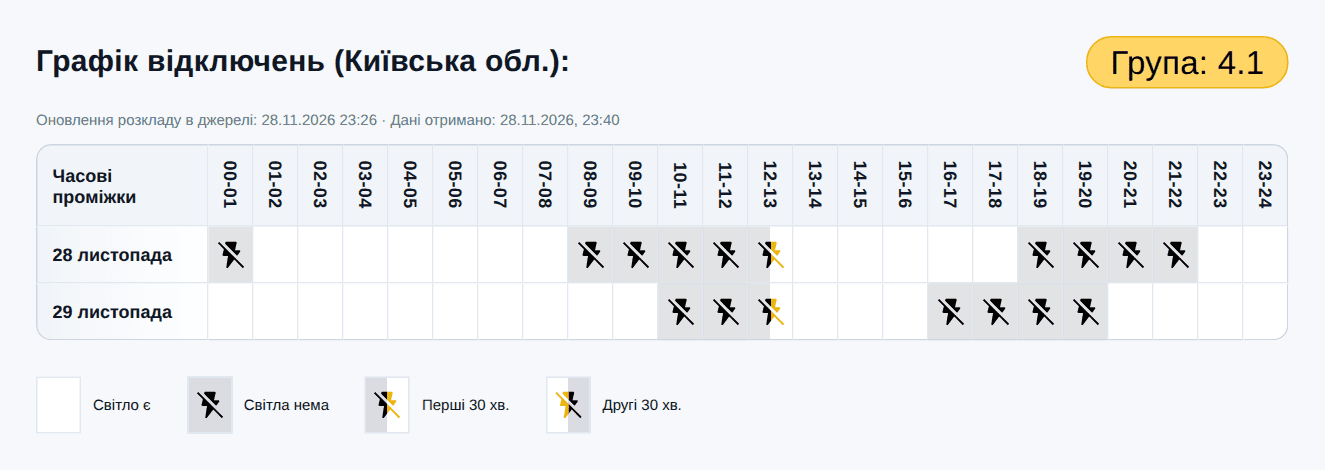 Графік відключень (Київська обл.):
Група: 4.1
Оновлення розкладу в джерелі: 28.11.2026 23:26 · Дані отримано: 28.11.2026, 23:40
Часові
проміжки
00-01
01-02
02-03
03-04
04-05
05-06
06-07
07-08
08-09
09-10
10-11
11-12
12-13
13-14
14-15
15-16
16-17
17-18
18-19
19-20
20-21
21-22
22-23
23-24
28 листопада
29 листопада
Світло є
Світла нема
Перші 30 хв.
Другі 30 хв.